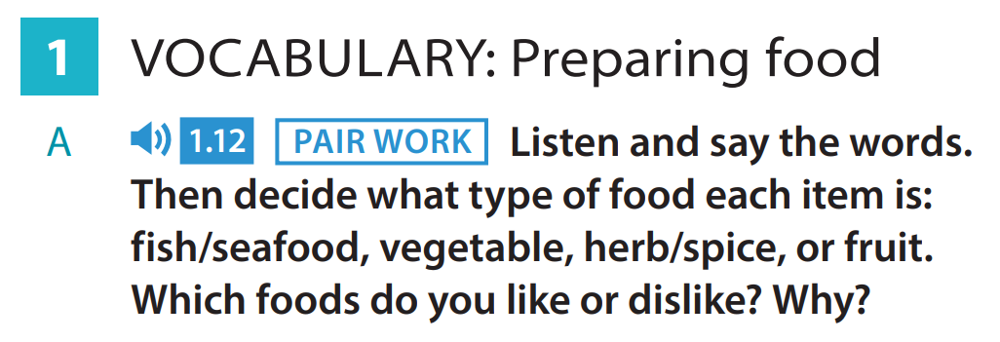 1 VOCABULARY: Preparing food
A 1.12 PAIR WORK Listen and say the words.
Then decide what type of food each item is:
fish/seafood, vegetable, herb/spice, or fruit.
Which foods do you like or dislike? Why?